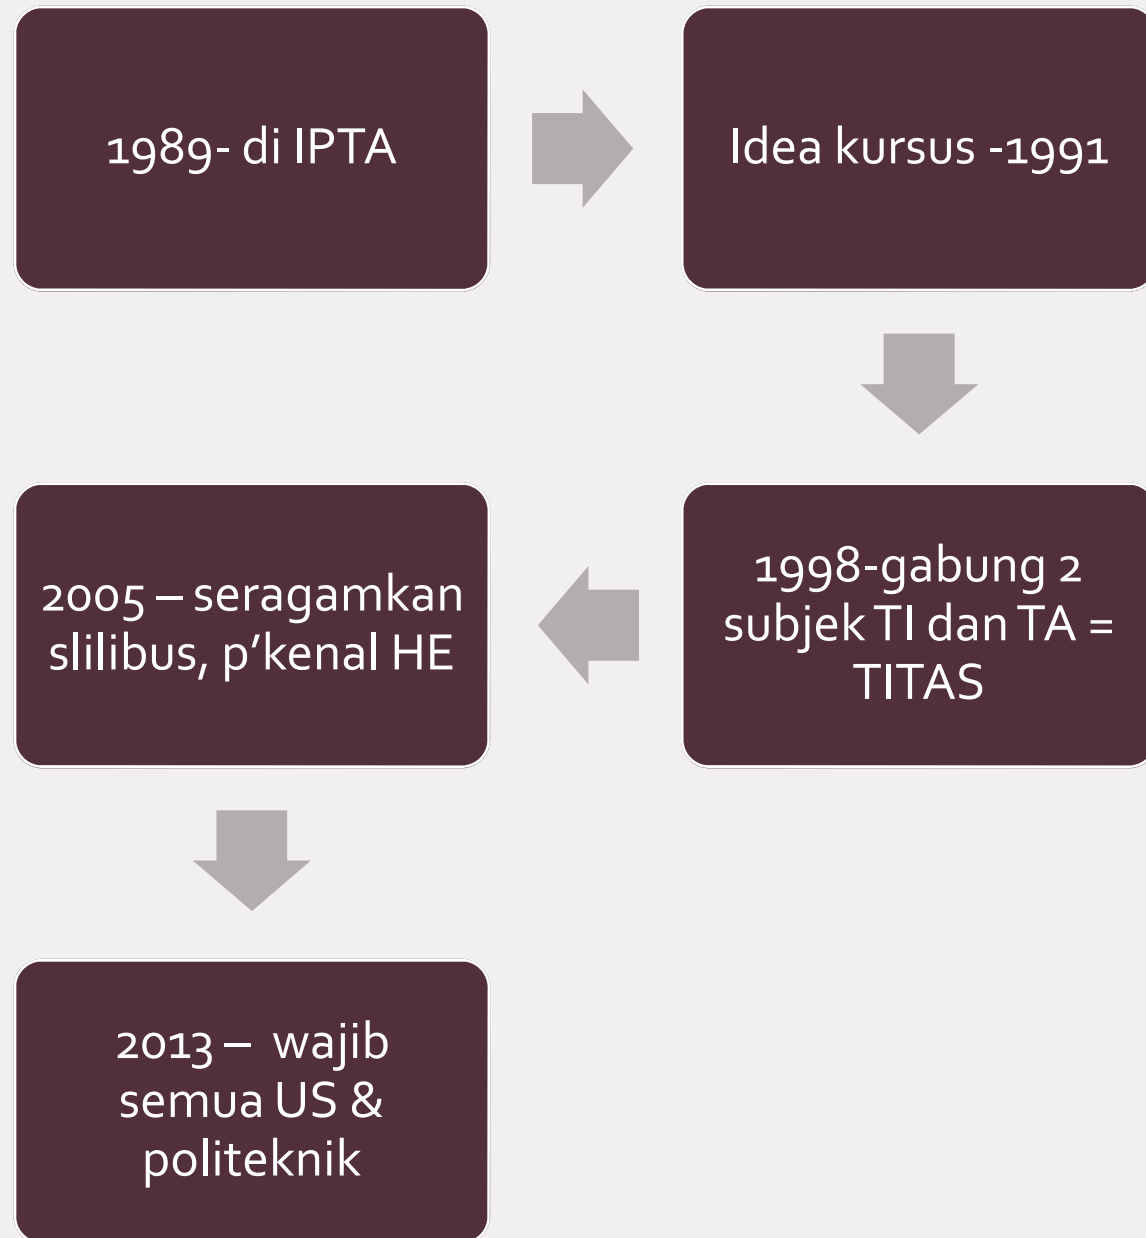 1989- di IPTA
Idea kursus -1991
1998-gabung 2
subjek TI dan TA =
TITAS
2005 – seragamkan
slilibus, p’kenal HE
2013 – wajib
semua US &
politeknik